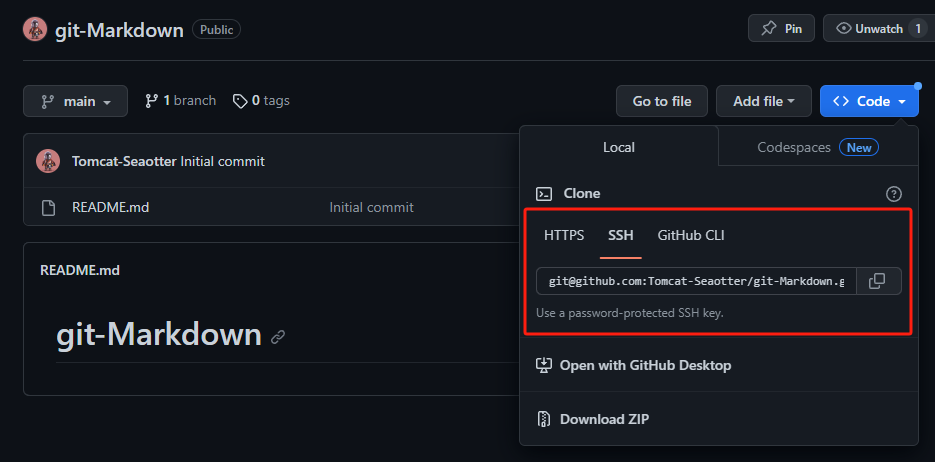 git-Markdown Public
Pin
Unwatch 1
main
1 branch
0 tags
Go to file
Add file
<> Code
Tomcat-Seaotter Initial commit
README.md Initial commit
README.md
git-Markdown
Local
Codespaces New
Clone
HTTPS SSH GitHub CLI
git@github.com:Tomcat-Seaotter/git-Markdown.g
Use a password-protected SSH key.
Open with GitHub Desktop
Download ZIP